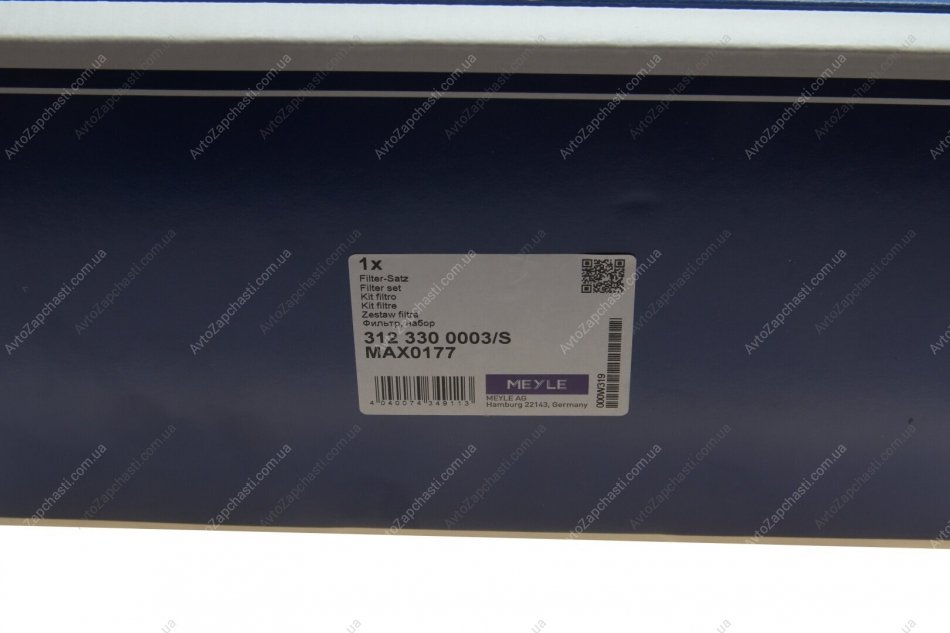 1x
Filter-Satz
Filter set
Kit filtro
Kit filtre
Zestaw filtra
Фильтр, набор
312 330 0003/S
MAX0177
4 040074 349113
MEYLE
MEYLE AG
Hamburg 22143, Germany
000W319
AvtoZapchasti.com.ua